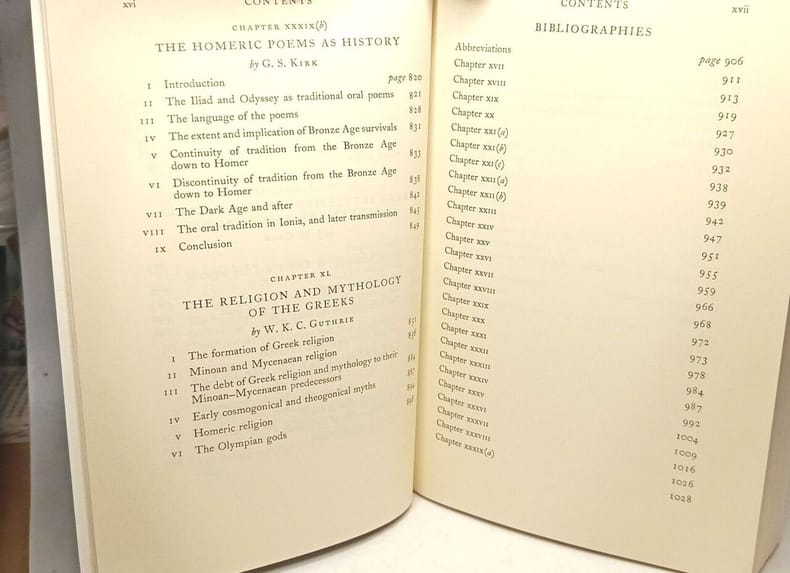 xvi CONTENTS
CHAPTER XXXIX(b)
THE HOMERIC POEMS AS HISTORY
by G. S. KIRK
I Introduction page 820
II The Iliad and Odyssey as traditional oral poems 821
III The language of the poems 828
IV The extent and implication of Bronze Age survivals 831
V Continuity of tradition from the Bronze Age
down to Homer 833
VI Discontinuity of tradition from the Bronze Age
down to Homer 838
VII The Dark Age and after 842
VIII The oral tradition in Ionia, and later transmission 845
IX Conclusion 849
CHAPTER XL
THE RELIGION AND MYTHOLOGY
OF THE GREEKS
by W. K. C. GUTHRIE
I The formation of Greek religion 851
II Minoan and Mycenaean religion
III The debt of Greek religion and mythology to their
Minoan–Mycenaean predecessors
IV Early cosmogonical and theogonical myths
V Homeric religion
VI The Olympian gods
CONTENTS xvii
BIBLIOGRAPHIES
Abbreviations page 906
Chapter XVII 911
Chapter XVIII 913
Chapter XIX 919
Chapter XX 927
Chapter XXI(a) 930
Chapter XXI(b) 932
Chapter XXI(c) 938
Chapter XXII(a) 939
Chapter XXII(b) 942
Chapter XXIII 947
Chapter XXIV 951
Chapter XXV 955
Chapter XXVI 959
Chapter XXVII 966
Chapter XXVIII 968
Chapter XXIX 972
Chapter XXX 973
Chapter XXXI 978
Chapter XXXII 984
Chapter XXXIII 987
Chapter XXXIV 992
Chapter XXXV 1004
Chapter XXXVI 1009
Chapter XXXVII 1016
Chapter XXXVIII 1026
Chapter XXXIX(a) 1028